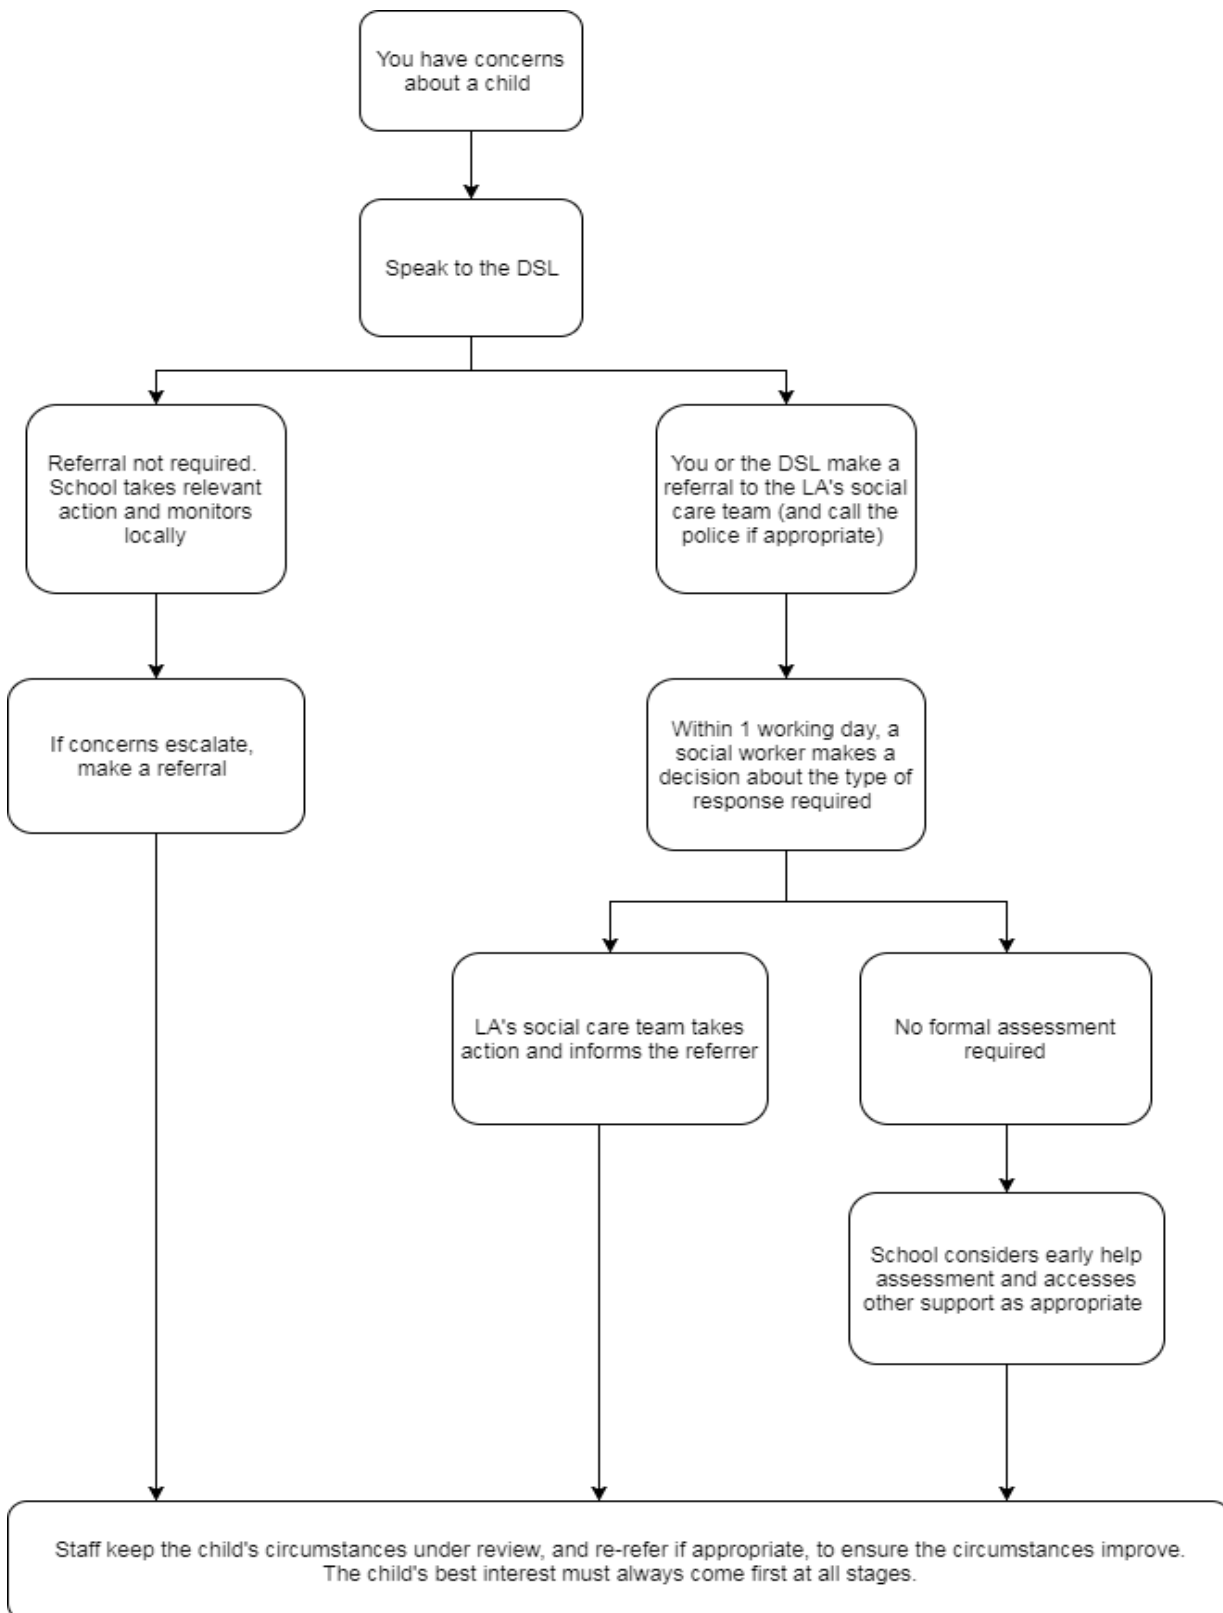 You have concerns
about a child
Speak to the DSL
Referral not required.
School takes relevant
action and monitors
locally
You or the DSL make a
referral to the LA's social
care team (and call the
police if appropriate)
If concerns escalate,
make a referral
Within 1 working day, a
social worker makes a
decision about the type of
response required
LA's social care team takes
action and informs the referrer
No formal assessment
required
School considers early help
assessment and accesses
other support as appropriate
Staff keep the child's circumstances under review, and re-refer if appropriate, to ensure the circumstances improve.
The child's best interest must always come first at all stages.